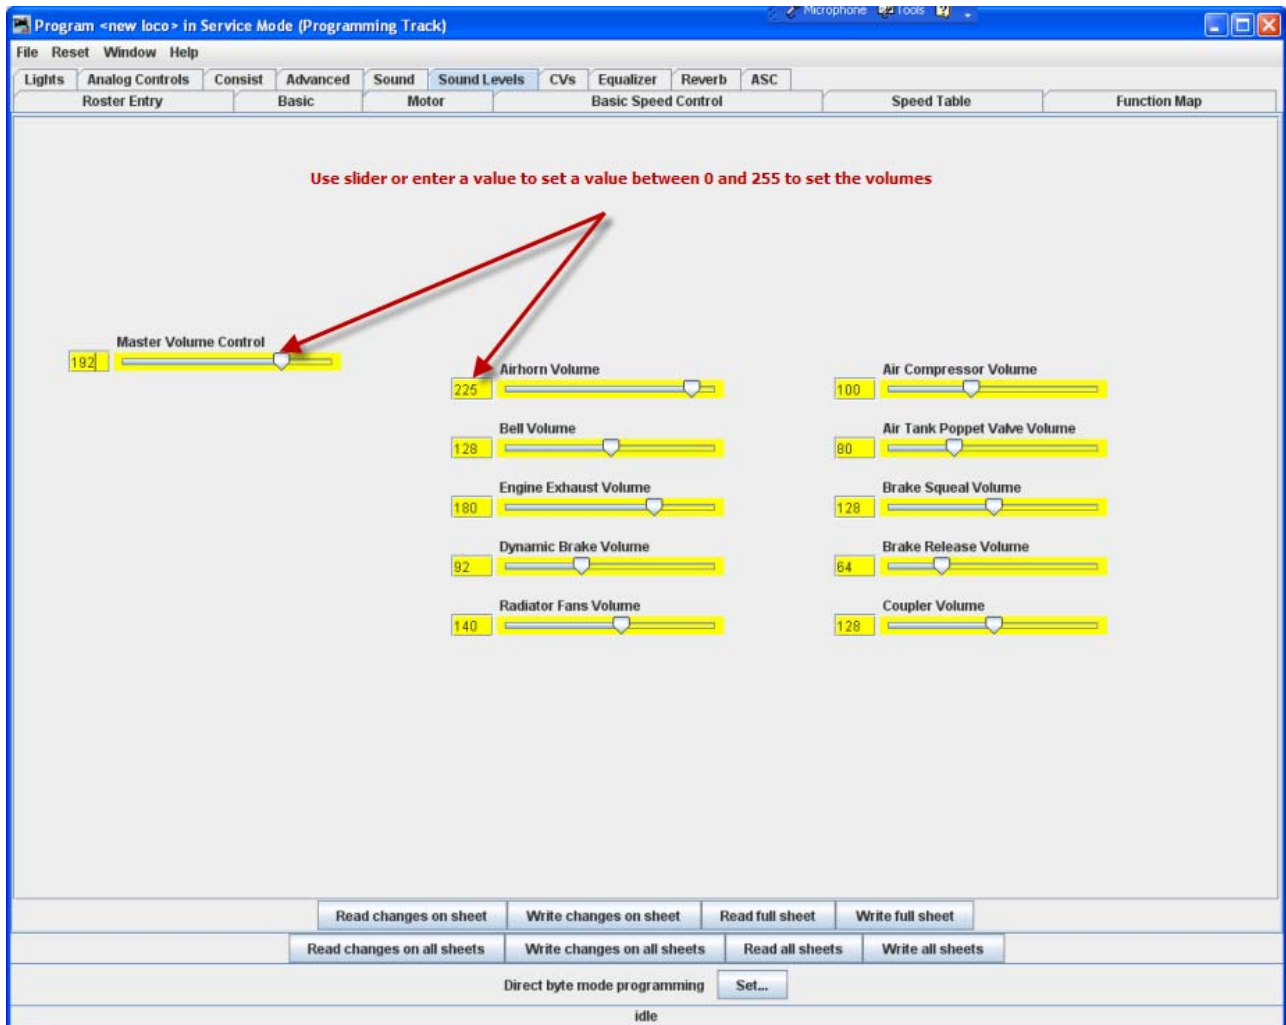 Microphone Tools ?
Program <new loco> in Service Mode (Programming Track)
File Reset Window Help
Lights Analog Controls Consist Advanced Sound Sound Levels CVs Equalizer Reverb ASC
Roster Entry Basic Motor Basic Speed Control Speed Table Function Map
Use slider or enter a value to set a value between 0 and 255 to set the volumes
Master Volume Control
192
Airhorn Volume
225
Bell Volume
128
Engine Exhaust Volume
180
Dynamic Brake Volume
92
Radiator Fans Volume
140
Air Compressor Volume
100
Air Tank Poppet Valve Volume
80
Brake Squeal Volume
128
Brake Release Volume
64
Coupler Volume
128
Read changes on sheet Write changes on sheet Read full sheet Write full sheet
Read changes on all sheets Write changes on all sheets Read all sheets Write all sheets
Direct byte mode programming Set...
idle